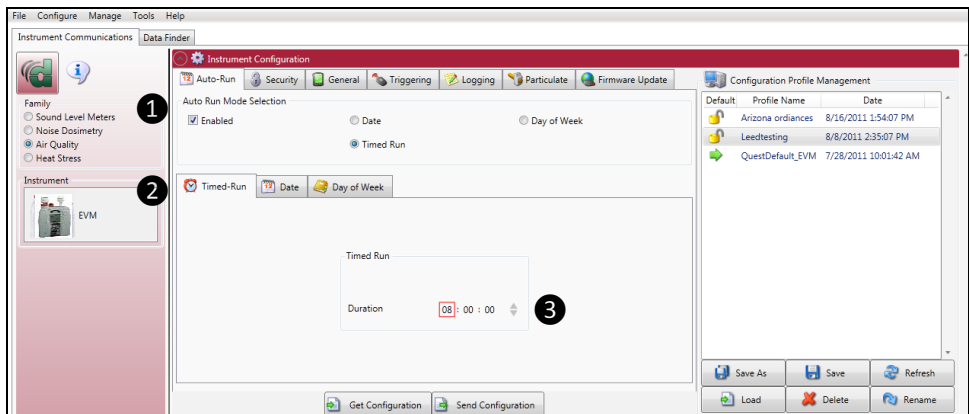 File Configure Manage Tools Help
Instrument Communications Data Finder
Instrument Configuration
Auto-Run Security General Triggering Logging Particulate Firmware Update
Auto Run Mode Selection
Enabled Date Day of Week
Timed Run
Timed-Run Date Day of Week
Timed Run
Duration 08 : 00 : 00 3
Get Configuration Send Configuration
Family 1
Sound Level Meters
Noise Dosimetry
Air Quality
Heat Stress
Instrument 2
EVM
Configuration Profile Management
Default Profile Name Date
Arizona ordiances 8/16/2011 1:54:07 PM
Leedtesting 8/8/2011 2:35:07 PM
QuestDefault_EVM 7/28/2011 10:01:42 AM
Save As Save Refresh
Load Delete Rename